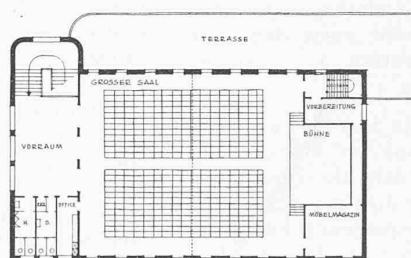 TERRASSE
GROSSER SAAL
VORBEREITUNG
BÜHNE
VORRAUM
OFFICE
H.
D.
MÖBELMAGAZIN